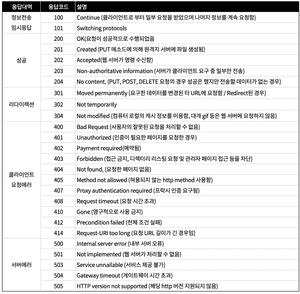 응답내역 응답코드 설명
정보전송 임시응답
100 Continue (클라이언트로 부터 일부 요청을 받았으며 나머지 정보를 계속 요청함)
101 Switching protocols
성공
200 OK(요청이 성공적으로 수행되었음)
201 Created (PUT 메소드에 의해 원격지 서버에 파일 생성됨)
202 Accepted(웹 서버가 명령 수신함)
203 Non-authoritative information (서버가 클라이언트 요구 중 일부만 전송)
204 No content, (PUT, POST, DELETE 요청의 경우 성공은 했지만 전송할 데이터가 없는 경우)
리다이렉션
301 Moved permanently (요구한 데이터를 변경된 타 URL에 요청함 / Redirect된 경우)
302 Not temporarily
304 Not modified (컴퓨터 로컬의 캐시 정보를 이용함, 대개 gif 등은 웹 서버에 요청하지 않음)
클라이언트 요청에러
400 Bad Request (사용자의 잘못된 요청을 처리할 수 없음)
401 Unauthorized (인증이 필요한 페이지를 요청한 경우)
402 Payment required(예약됨)
403 Forbidden (접근 금지, 디렉터리 리스팅 요청 및 관리자 페이지 접근 등을 차단)
404 Not found, (요청한 페이지 없음)
405 Method not allowed (허용되지 않는 http method 사용함)
407 Proxy authentication required (프락시 인증 요구됨)
408 Request timeout (요청 시간 초과)
410 Gone (영구적으로 사용 금지)
412 Precondition failed (전체 조건 실패)
414 Request-URI too long (요청 URL 길이가 긴 경우임)
서버에러
500 Internal server error (내부 서버 오류)
501 Not implemented (웹 서버가 처리할 수 없음)
503 Service unnailable (서비스 제공 불가)
504 Gateway timeout (게이트웨이 시간 초과)
505 HTTP version not supported (해당 http 버전 지원되지 않음)